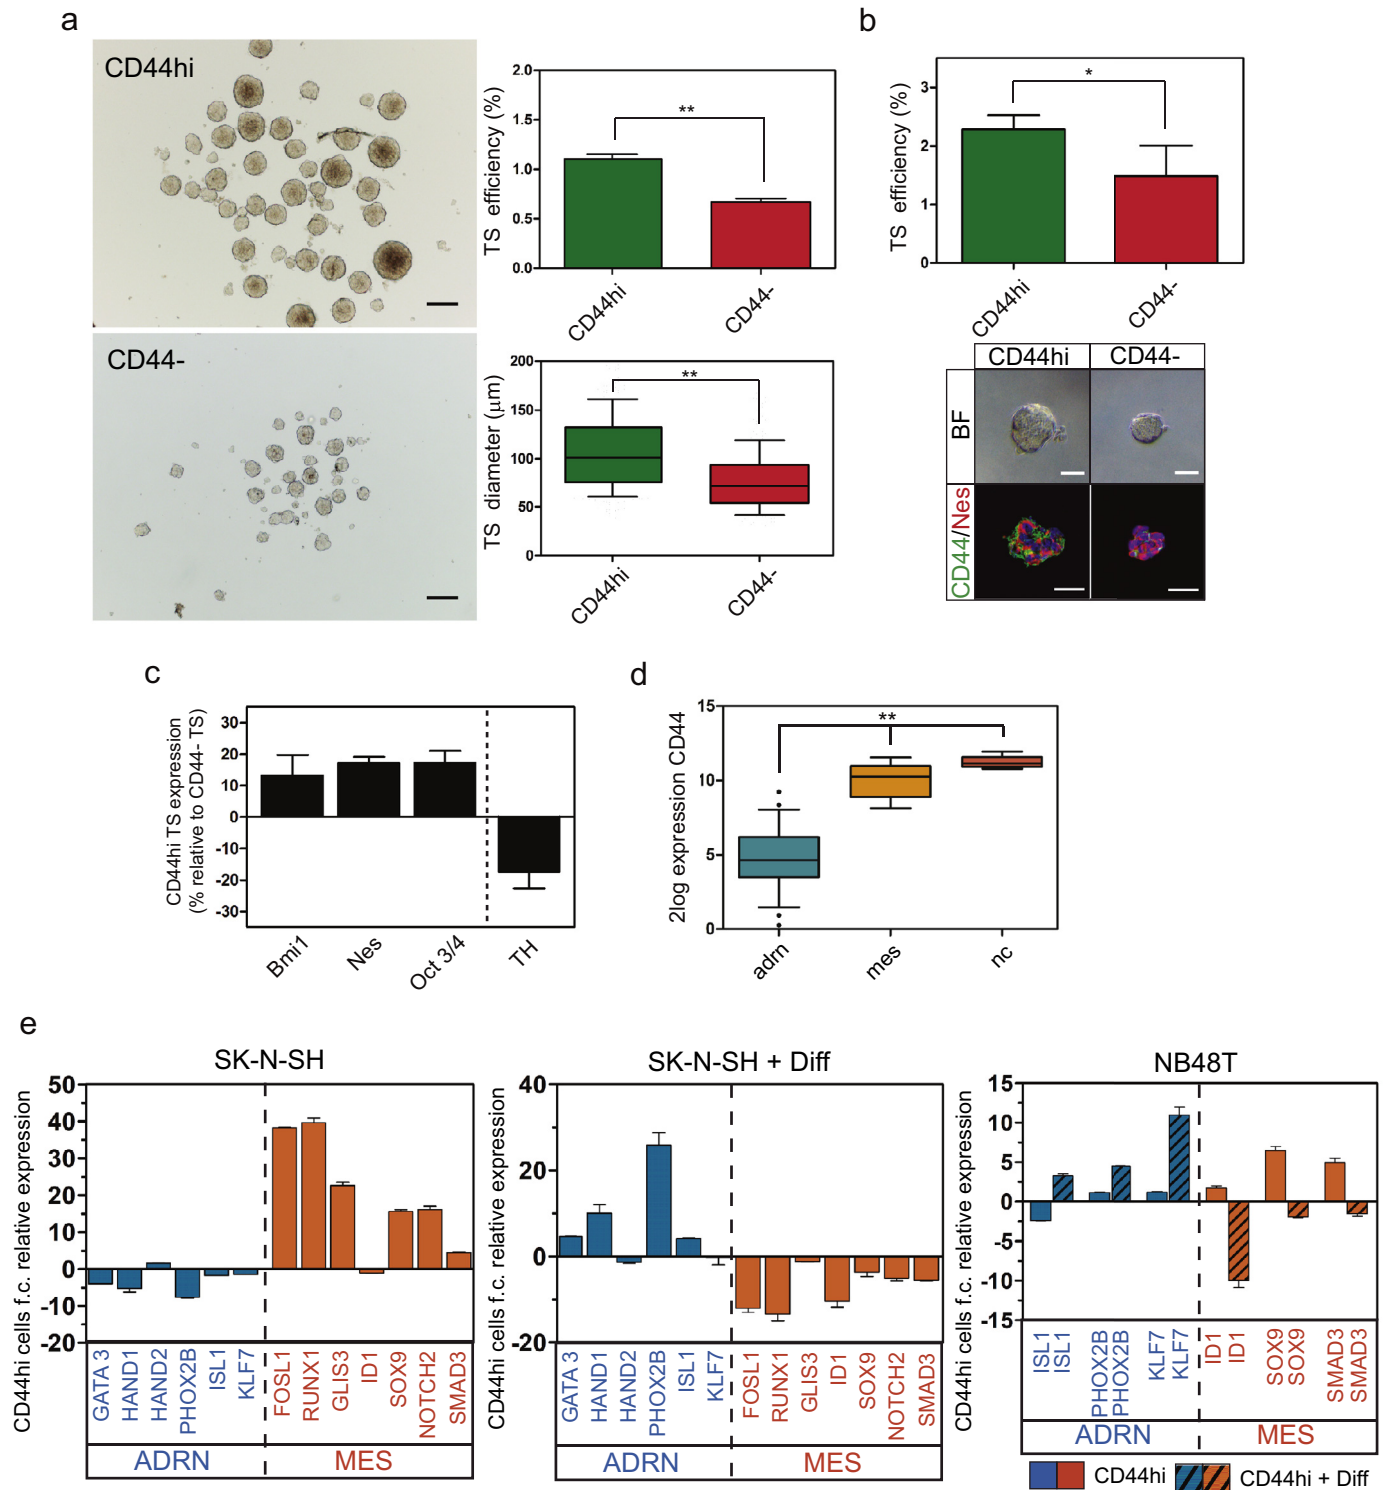 a
CD44hi
CD44-
TS efficiency (%)
2.0
1.5
1.0
0.5
0.0
**
CD44hi
CD44-
TS diameter (µm)
200
150
100
50
0
**
CD44hi
CD44-
b
TS efficiency (%)
3
2
1
0
*
CD44hi
CD44-
CD44hi
CD44-
BF
CD44/Nes
c
CD44hi TS expression
(% relative to CD44- TS)
30
20
10
0
-10
-20
-30
Bmi1
Nes
Oct 3/4
TH
d
2log expression CD44
15
10
5
0
**
adrn
mes
nc
e
SK-N-SH
CD44hi cells f.c. relative expression
50
40
30
20
10
0
-10
-20
GATA 3
HAND1
HAND2
PHOX2B
ISL1
KLF7
FOSL1
RUNX1
GLIS3
ID1
SOX9
NOTCH2
SMAD3
ADRN
MES
SK-N-SH + Diff
CD44hi cells f.c. relative expression
40
20
0
-20
GATA 3
HAND1
HAND2
PHOX2B
ISL1
KLF7
FOSL1
RUNX1
GLIS3
ID1
SOX9
NOTCH2
SMAD3
ADRN
MES
NB48T
CD44hi cells f.c. relative expression
15
10
5
0
-5
-10
-15
ISL1
ISL1
PHOX2B
PHOX2B
KLF7
KLF7
ID1
ID1
SOX9
SOX9
SMAD3
SMAD3
ADRN
MES
CD44hi
CD44hi + Diff